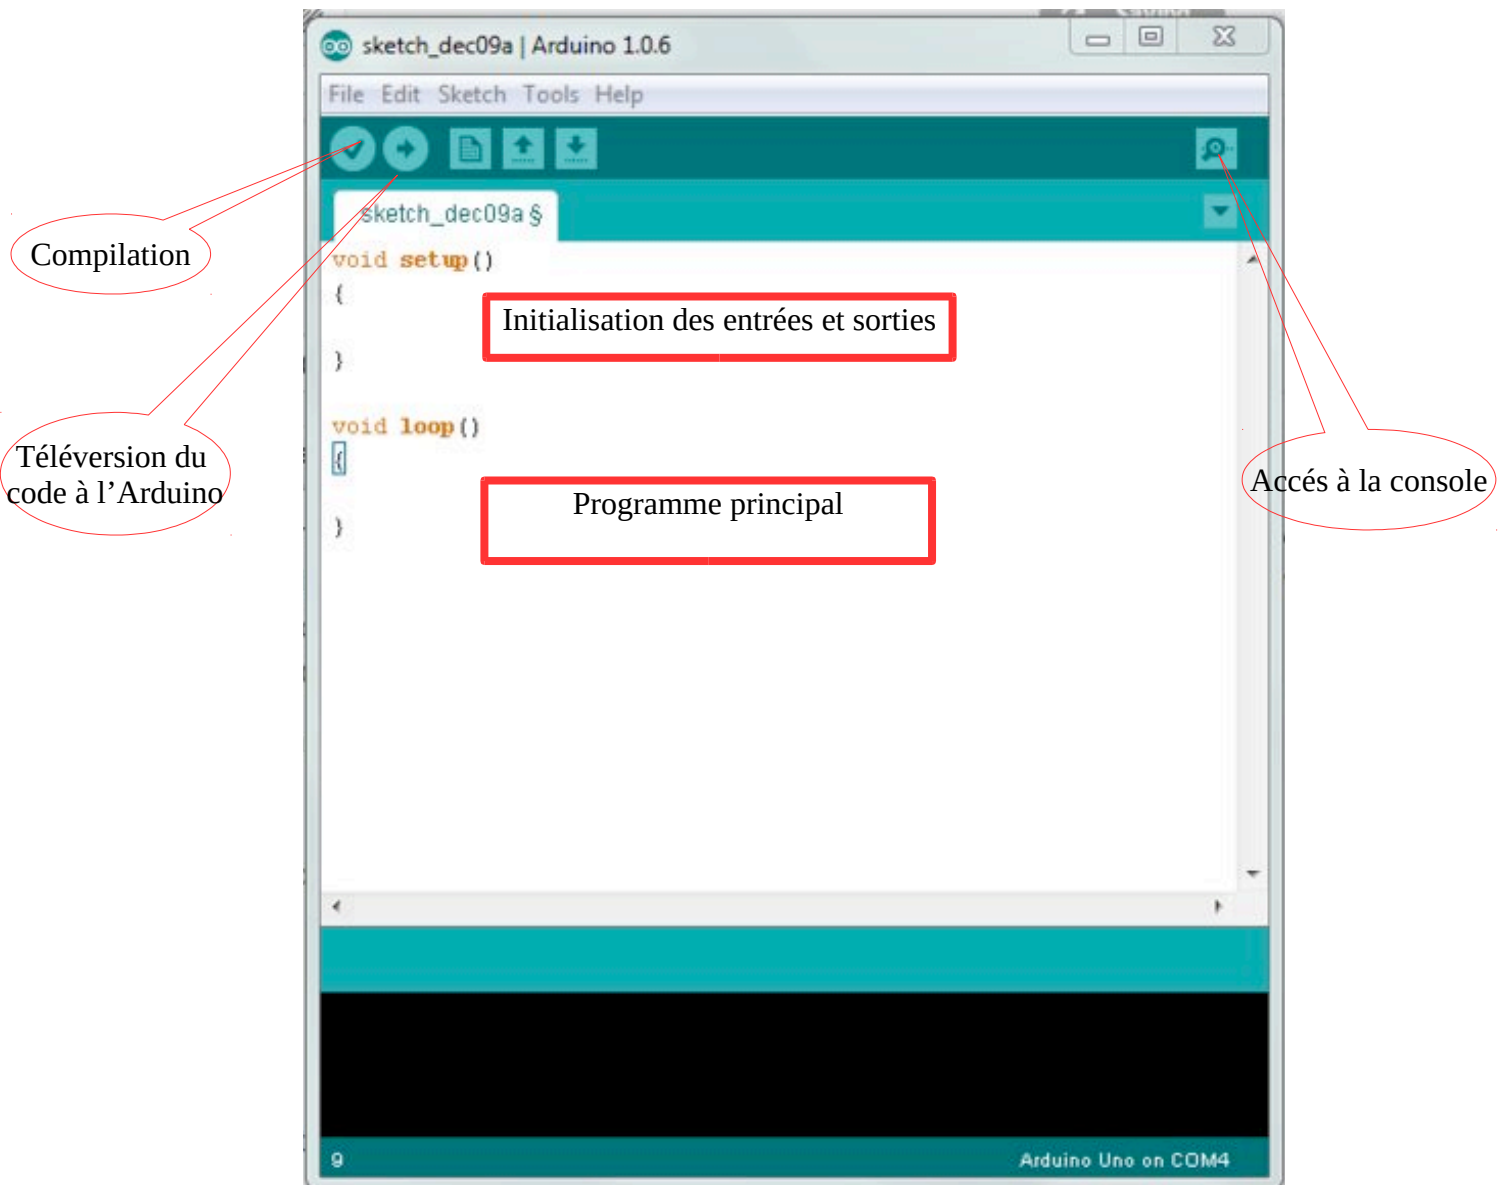 Saving
sketch_dec09a | Arduino 1.0.6
File Edit Sketch Tools Help
sketch_dec09a §
Compilation
void setup()
{
Initialisation des entrées et sorties
}
void loop()
{
Téléversion du
code à l’Arduino
Accés à la console
Programme principal
}
9
Arduino Uno on COM4